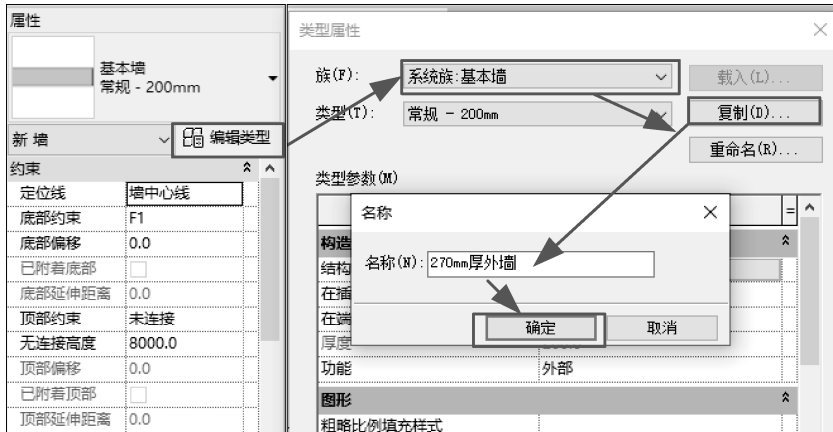 属性
基本墙
常规 - 200mm
新 墙
编辑类型
约束
定位线 墙中心线
底部约束 F1
底部偏移 0.0
已附着底部
底部延伸距离 0.0
顶部约束 未连接
无连接高度 8000.0
顶部偏移 0.0
已附着顶部
顶部延伸距离 0.0
类型属性
族(F): 系统族:基本墙 载入(L)...
类型(T): 常规 - 200mm 复制(D)...
重命名(R)...
类型参数(M)
=
名称
名称(N): 270mm厚外墙
确定 取消
构造
结构
在插
在端
厚度
功能 外部
图形
粗略比例填充样式